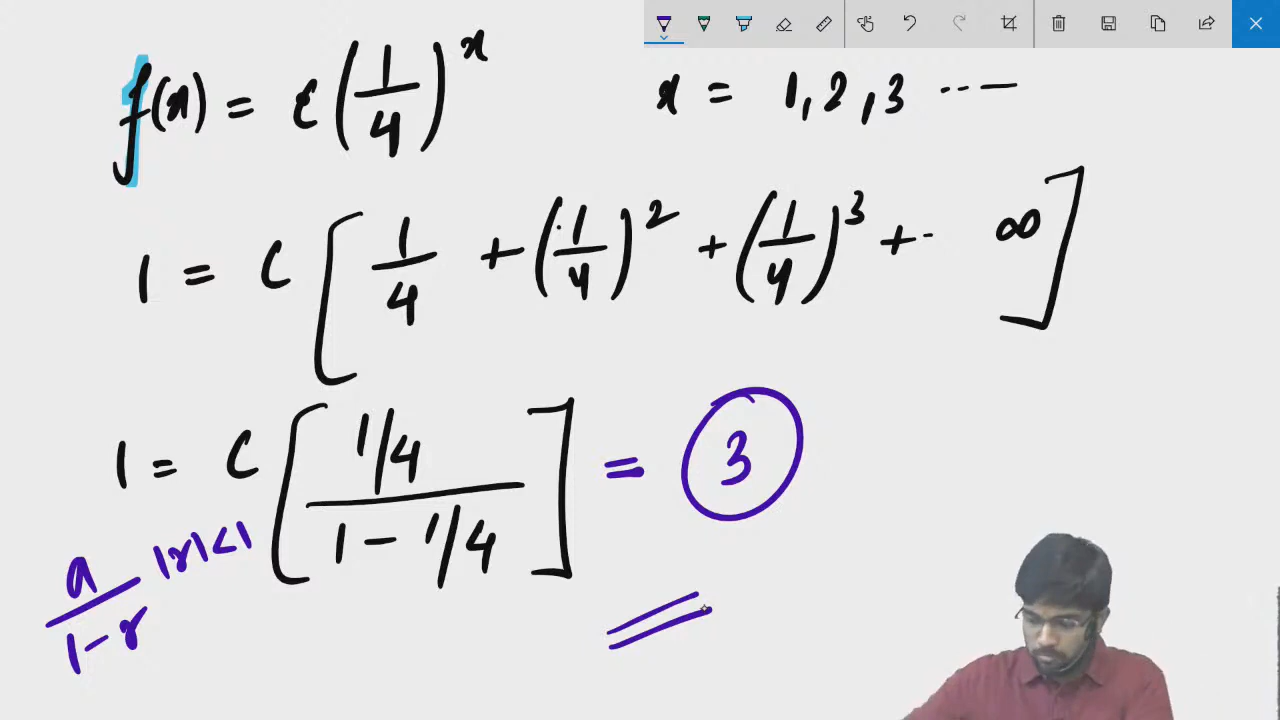 f(x) = c(1/4)^x    x = 1, 2, 3 ----
1 = C [1/4 + (1/4)^2 + (1/4)^3 + -- ∞]
1 = C [(1/4)/(1 - 1/4)] = 3
a/(1-r) |r|<1